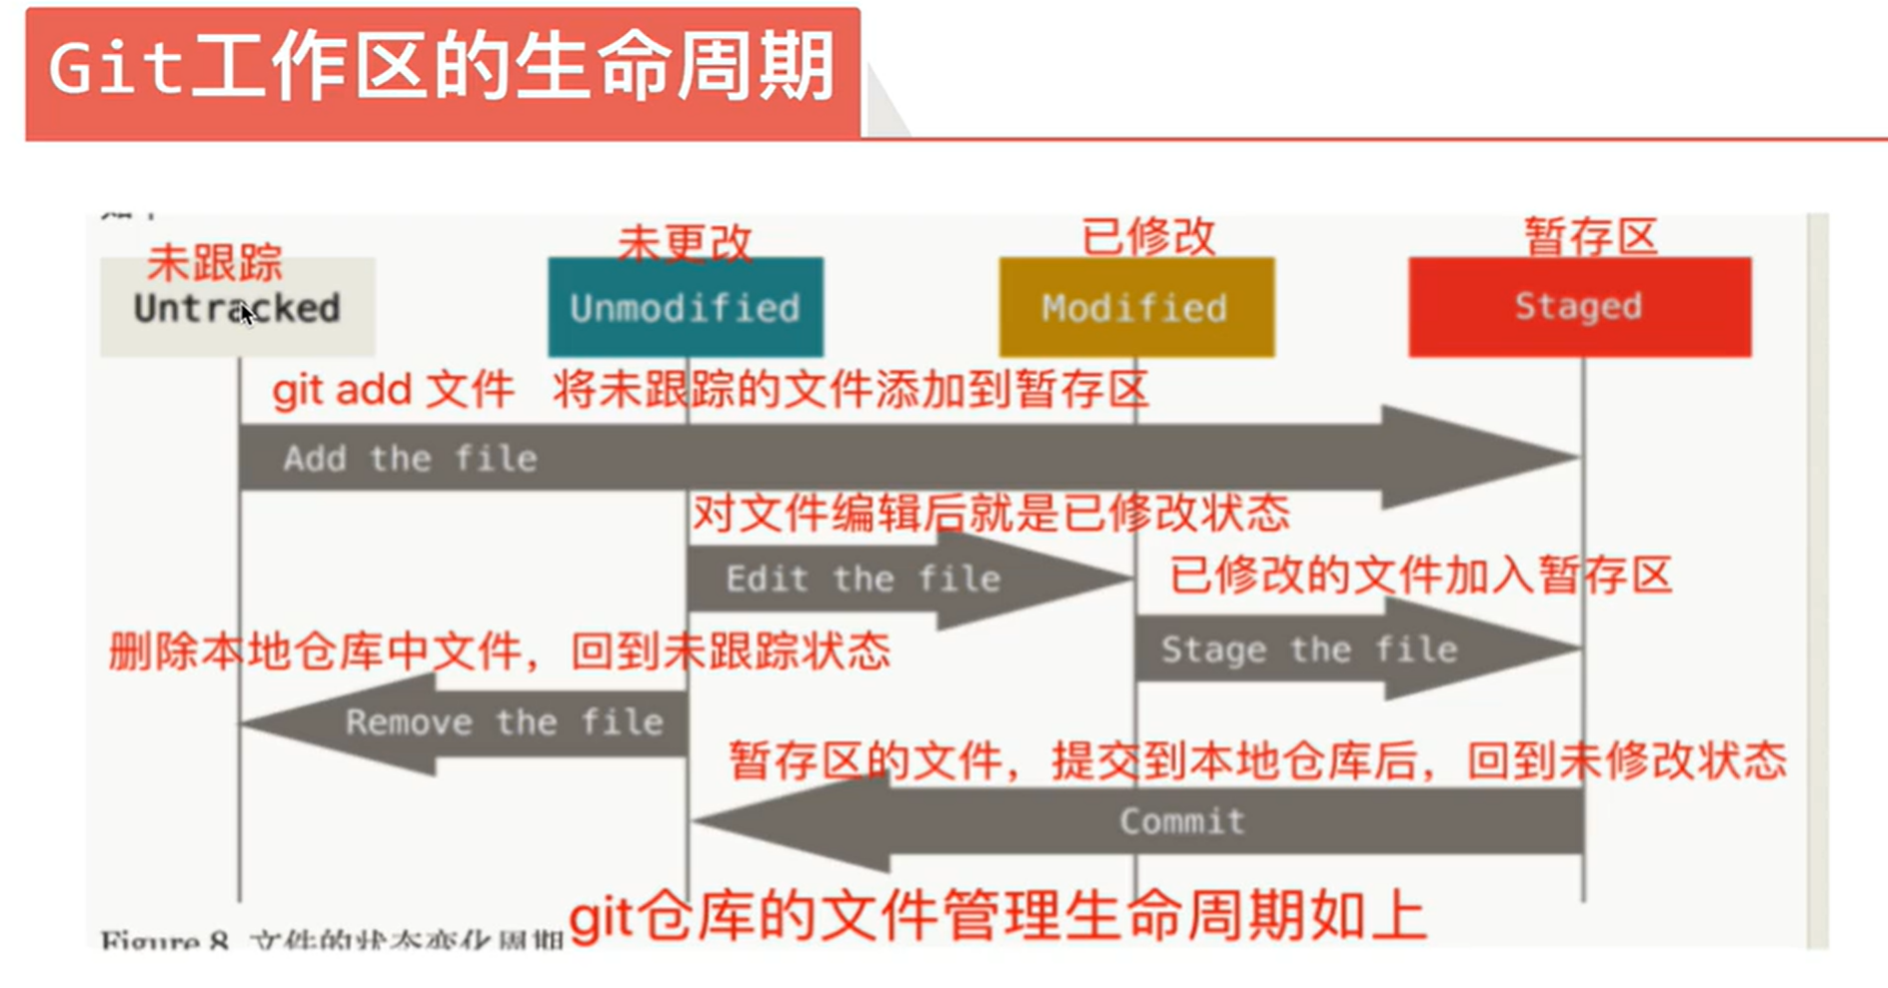 Git工作区的生命周期
未跟踪
未更改
已修改
暂存区
Untracked
Unmodified
Modified
Staged
git add 文件 将未跟踪的文件添加到暂存区
Add the file
对文件编辑后就是已修改状态
Edit the file
已修改的文件加入暂存区
Stage the file
删除本地仓库中文件，回到未跟踪状态
Remove the file
暂存区的文件，提交到本地仓库后，回到未修改状态
Commit
git仓库的文件管理生命周期如上
Figure 8. 文件的状态变化周期